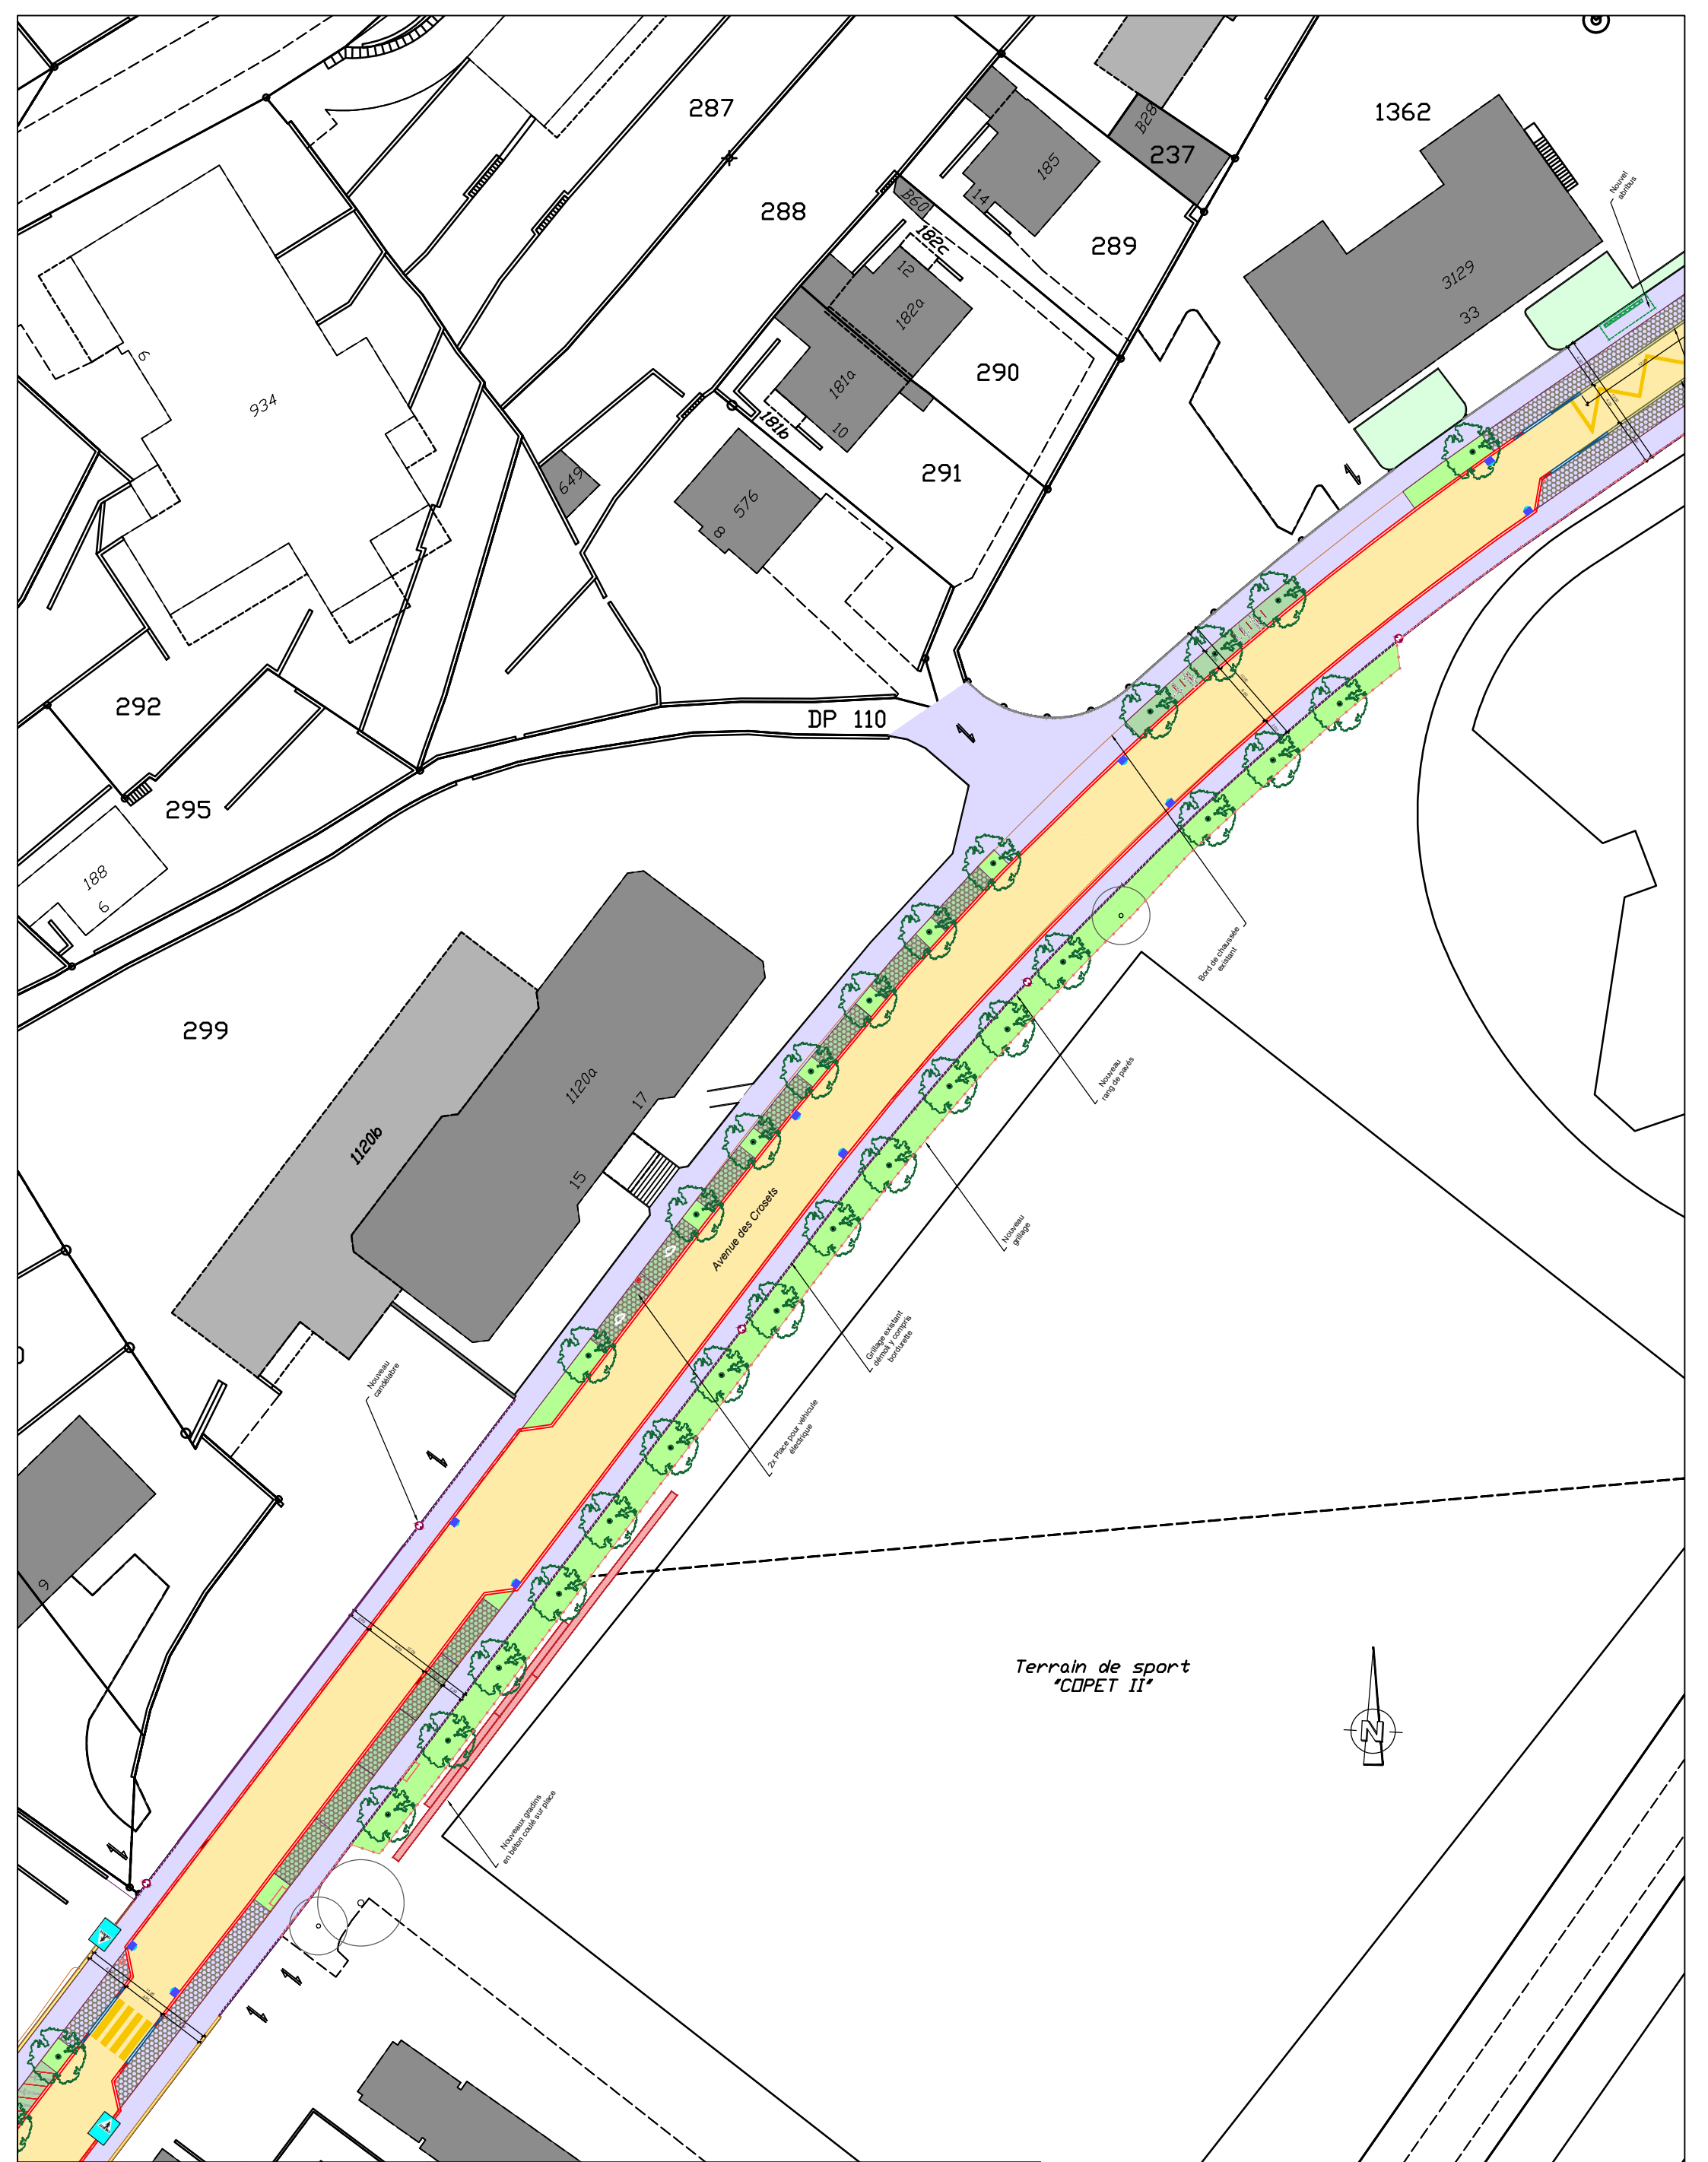 287
1362
B28
237
185
14
288
B60
182c
289
Nouvel
abribus
12
182a
3129
33
6
934
290
181a
10
181b
291
649
576
8
292
DP 110
295
188
6
Bord de chaussée
existant
299
1120a
17
1120b
15
Nouveau
rang de pavés
Avenue des Crosets
Nouveau
grillage
Grillage existant
démoli y compris
bordurette
Nouveau
candélabre
2x Place pour véhicule
électrique
9
Terrain de sport
"COPET II"
N
Nouveaux gradins
en béton coulé sur place